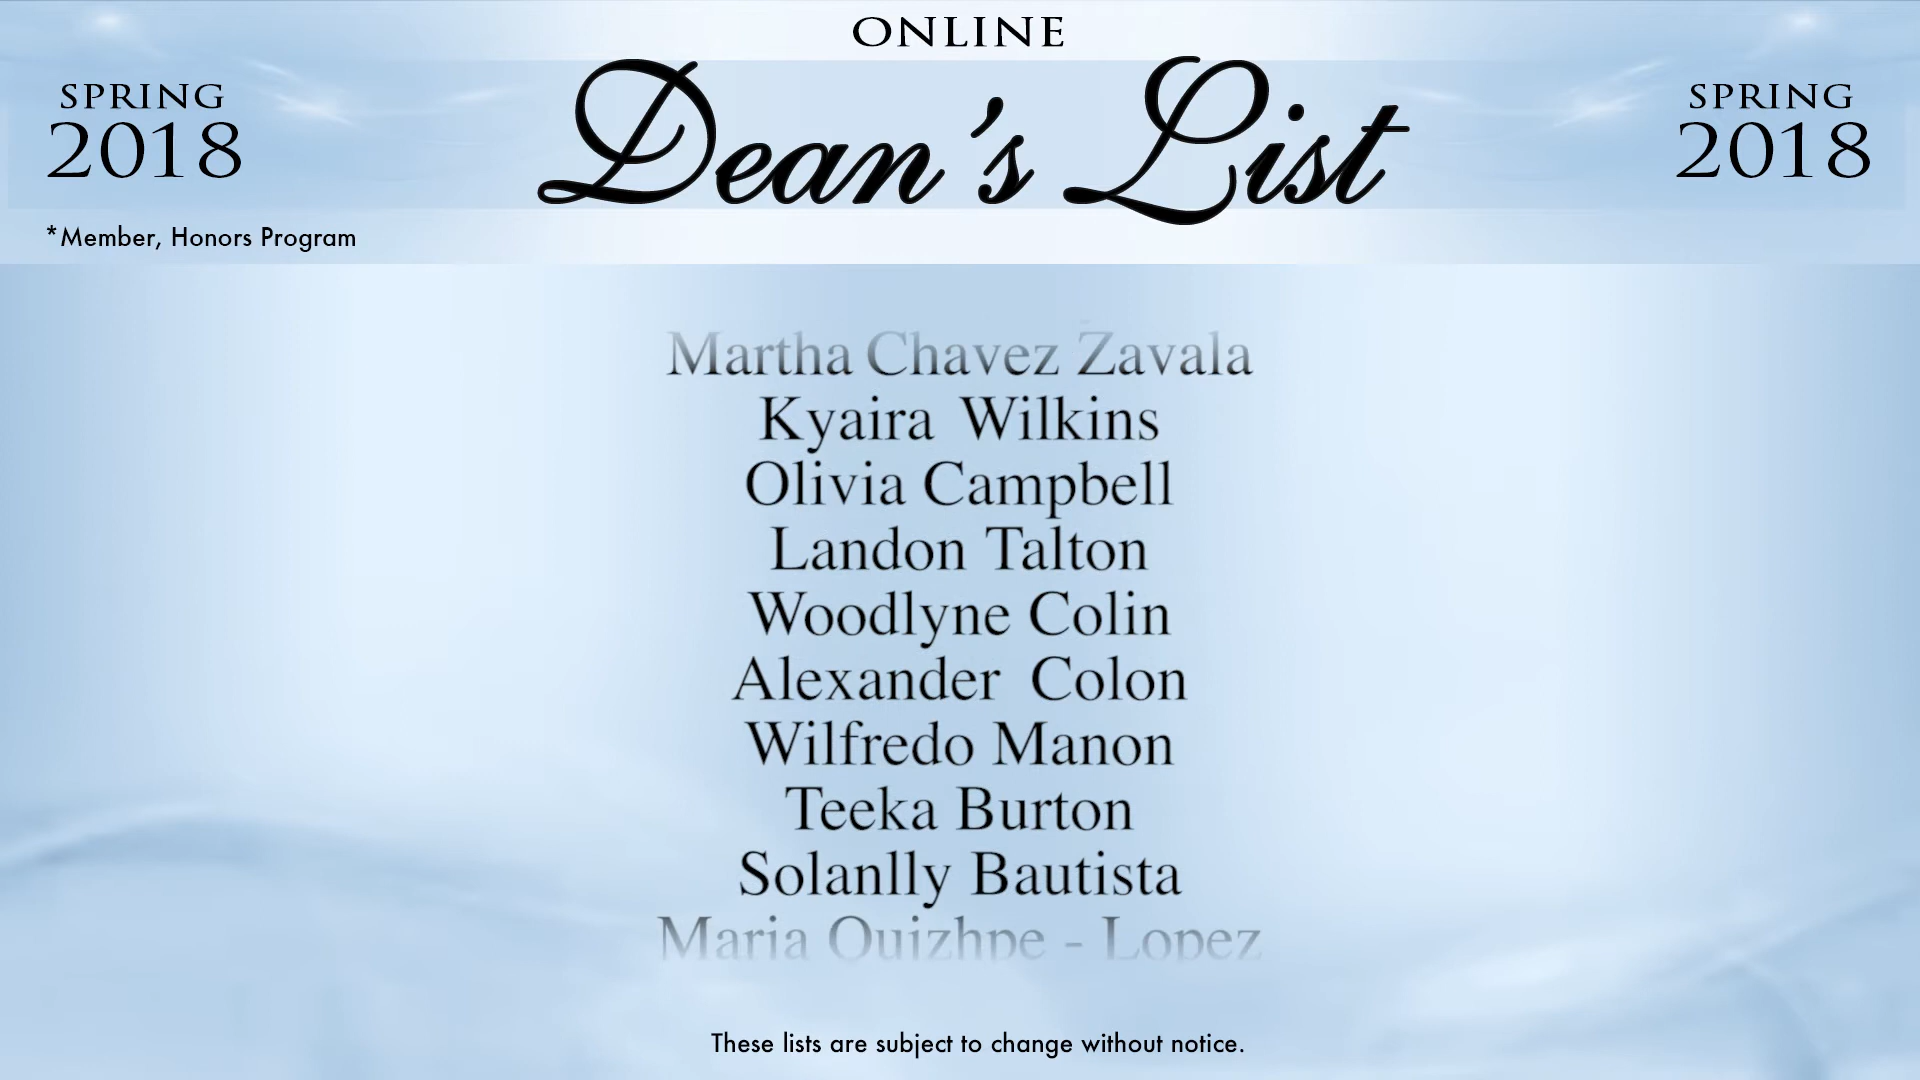 ONLINE
Dean's List
SPRING
2018
SPRING
2018
*Member, Honors Program
Martha Chavez Zavala
Kyaira Wilkins
Olivia Campbell
Landon Talton
Woodlyne Colin
Alexander Colon
Wilfredo Manon
Teeka Burton
Solanlly Bautista
Maria Quizhpe - Lopez
These lists are subject to change without notice.